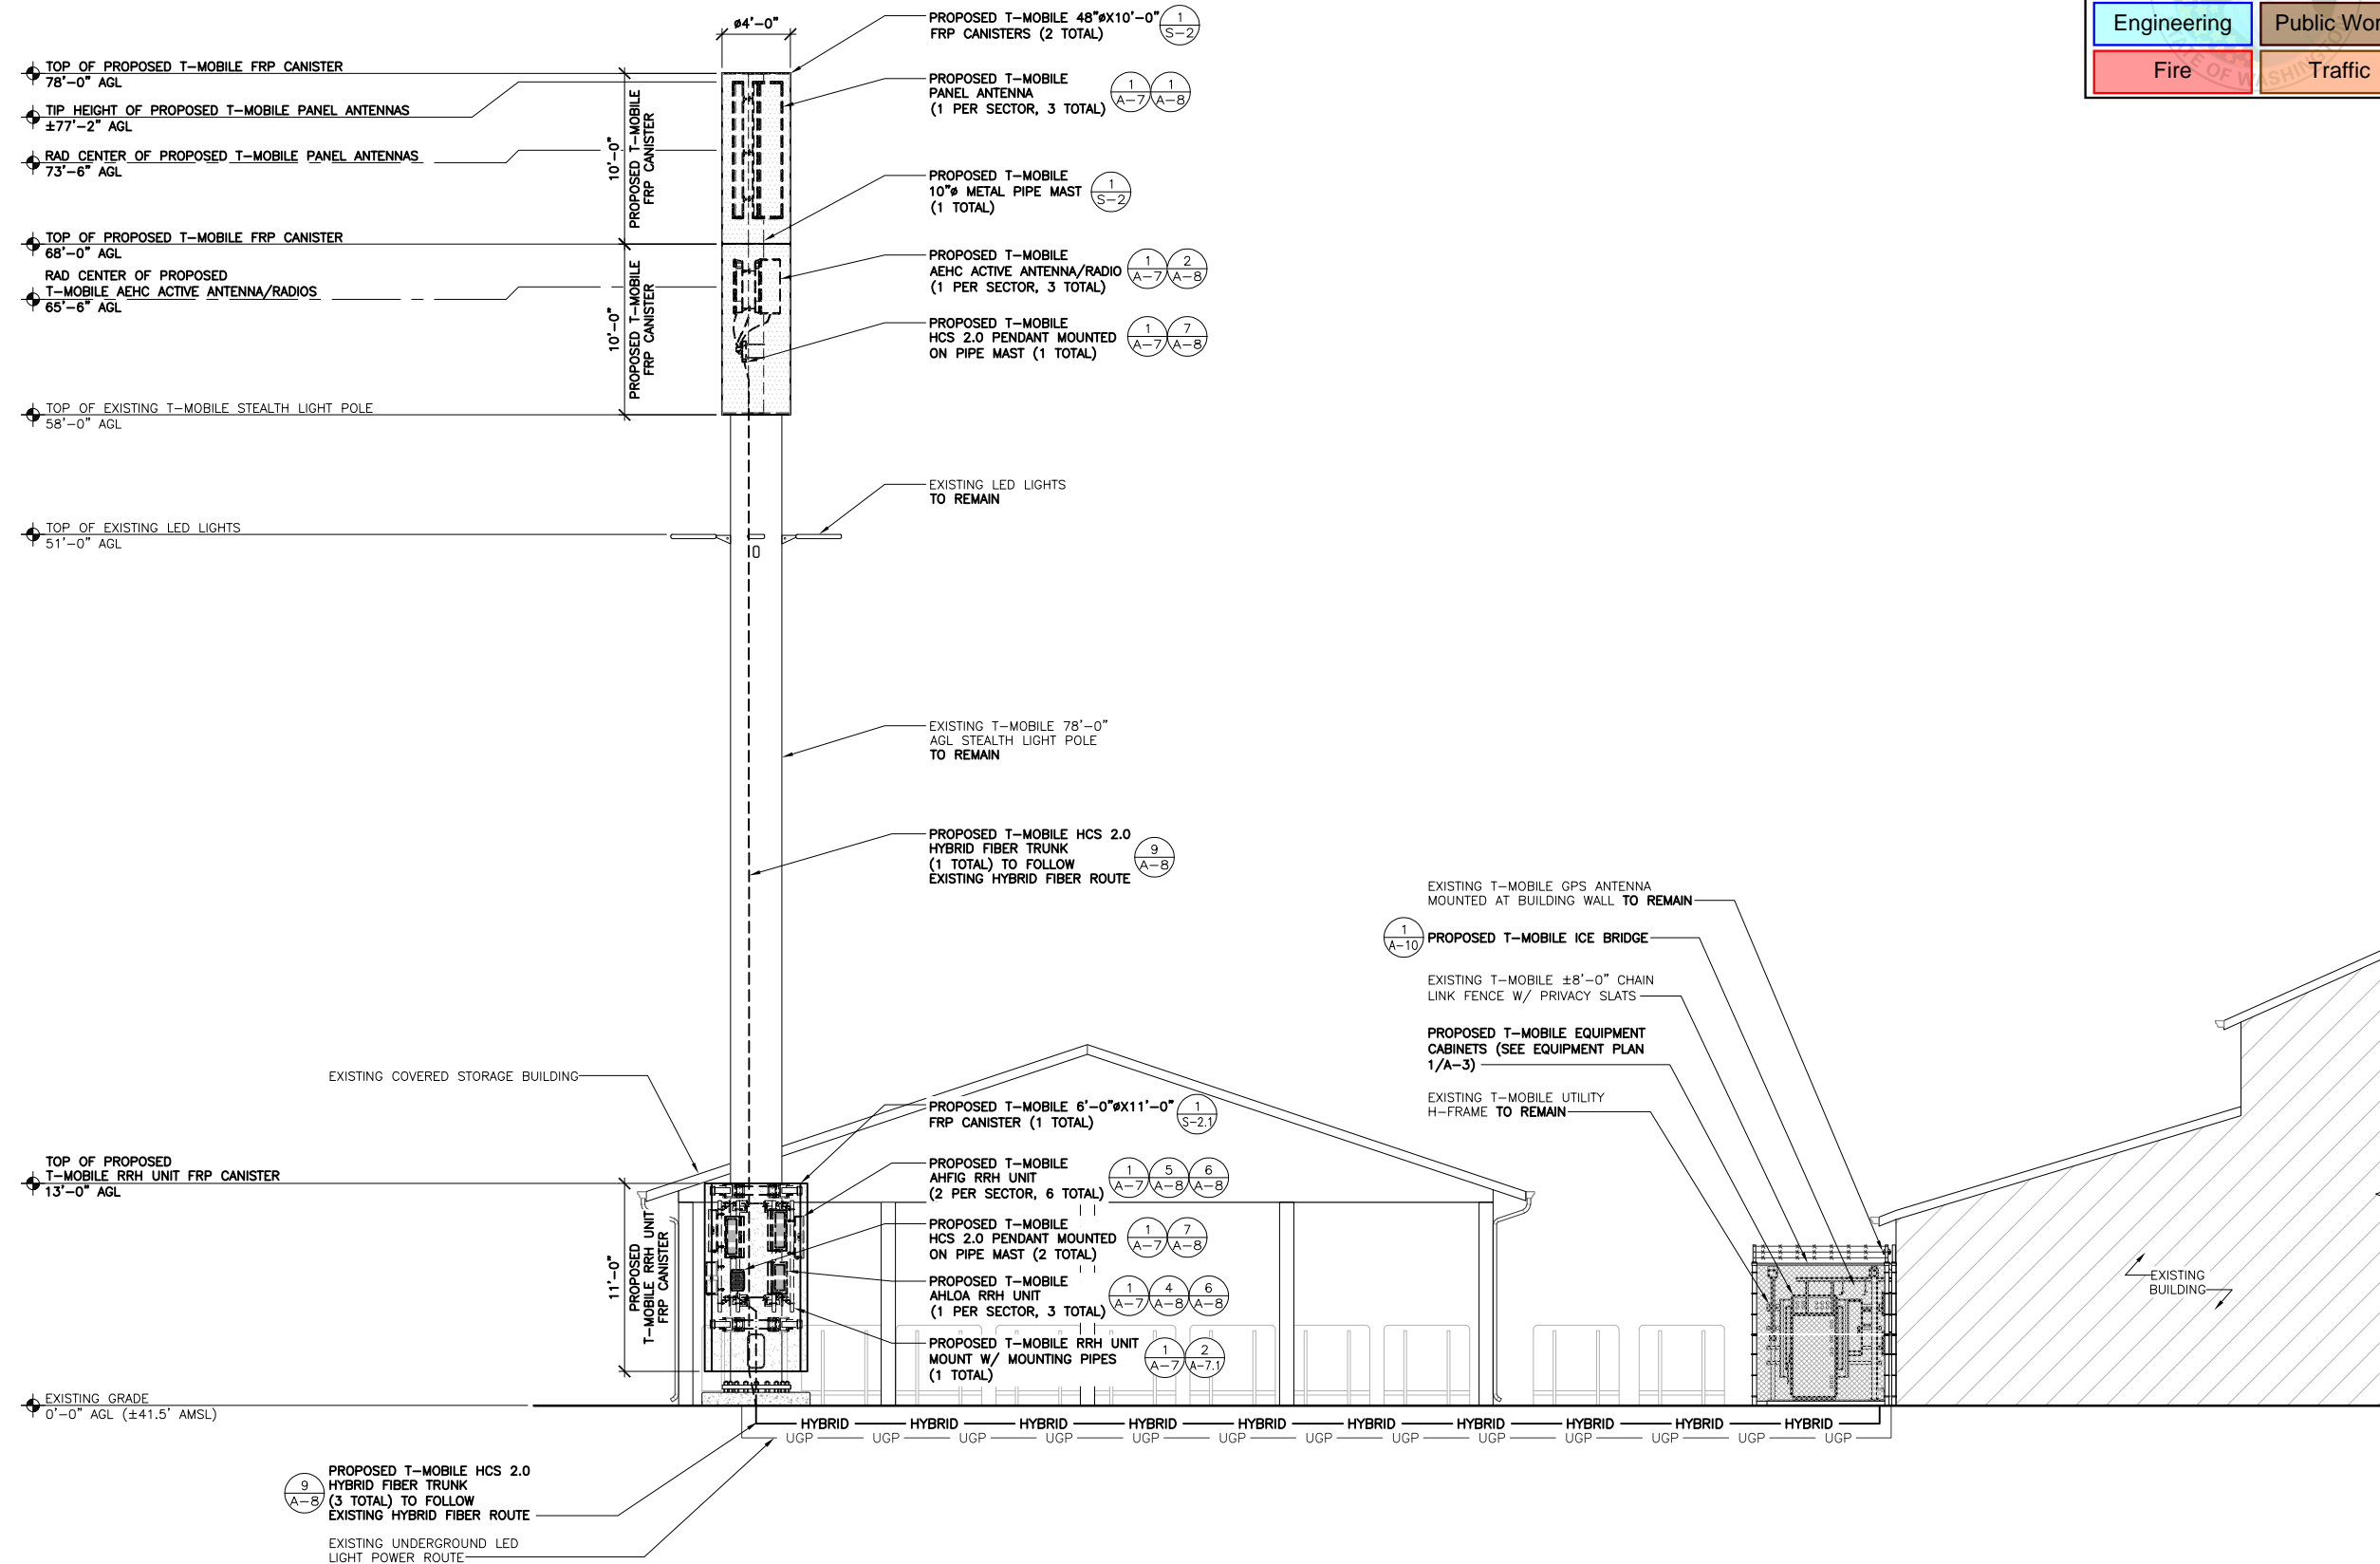 ø4'-0"
TOP OF PROPOSED T-MOBILE FRP CANISTER
78'-0" AGL
TIP HEIGHT OF PROPOSED T-MOBILE PANEL ANTENNAS
±77'-2" AGL
RAD CENTER OF PROPOSED T-MOBILE PANEL ANTENNAS
73'-6" AGL
TOP OF PROPOSED T-MOBILE FRP CANISTER
68'-0" AGL
RAD CENTER OF PROPOSED
T-MOBILE AEHC ACTIVE ANTENNA/RADIOS
65'-6" AGL
TOP OF EXISTING T-MOBILE STEALTH LIGHT POLE
58'-0" AGL
TOP OF EXISTING LED LIGHTS
51'-0" AGL
10'-0"
PROPOSED T-MOBILE
FRP CANISTER
10'-0"
PROPOSED T-MOBILE
FRP CANISTER
PROPOSED T-MOBILE 48"øX10'-0"
FRP CANISTERS (2 TOTAL)
1
S-2
PROPOSED T-MOBILE
PANEL ANTENNA
(1 PER SECTOR, 3 TOTAL)
1
A-7
1
A-8
PROPOSED T-MOBILE
10"ø METAL PIPE MAST
(1 TOTAL)
1
S-2
PROPOSED T-MOBILE
AEHC ACTIVE ANTENNA/RADIO
(1 PER SECTOR, 3 TOTAL)
1
A-7
2
A-8
PROPOSED T-MOBILE
HCS 2.0 PENDANT MOUNTED
ON PIPE MAST (1 TOTAL)
1
A-7
7
A-8
EXISTING LED LIGHTS
TO REMAIN
EXISTING T-MOBILE 78'-0"
AGL STEALTH LIGHT POLE
TO REMAIN
PROPOSED T-MOBILE HCS 2.0
HYBRID FIBER TRUNK
(1 TOTAL) TO FOLLOW
EXISTING HYBRID FIBER ROUTE
9
A-8
Engineering
Public Wor
Fire
Traffic
EXISTING T-MOBILE GPS ANTENNA
MOUNTED AT BUILDING WALL TO REMAIN
1
A-10
PROPOSED T-MOBILE ICE BRIDGE
EXISTING T-MOBILE ±8'-0" CHAIN
LINK FENCE W/ PRIVACY SLATS
PROPOSED T-MOBILE EQUIPMENT
CABINETS (SEE EQUIPMENT PLAN
1/A-3)
EXISTING T-MOBILE UTILITY
H-FRAME TO REMAIN
EXISTING COVERED STORAGE BUILDING
TOP OF PROPOSED
T-MOBILE RRH UNIT FRP CANISTER
13'-0" AGL
11'-0"
PROPOSED
T-MOBILE RRH UNIT
FRP CANISTER
PROPOSED T-MOBILE 6'-0"øX11'-0"
FRP CANISTER (1 TOTAL)
1
S-2.1
PROPOSED T-MOBILE
AHFIG RRH UNIT
(2 PER SECTOR, 6 TOTAL)
1
A-7
5
A-8
6
A-8
PROPOSED T-MOBILE
HCS 2.0 PENDANT MOUNTED
ON PIPE MAST (2 TOTAL)
1
A-7
7
A-8
PROPOSED T-MOBILE
AHLOA RRH UNIT
(1 PER SECTOR, 3 TOTAL)
1
A-7
4
A-8
6
A-8
PROPOSED T-MOBILE RRH UNIT
MOUNT W/ MOUNTING PIPES
(1 TOTAL)
1
A-7
2
A-7.1
EXISTING
BUILDING
EXISTING GRADE
0'-0" AGL (±41.5' AMSL)
HYBRID HYBRID HYBRID HYBRID HYBRID HYBRID HYBRID HYBRID HYBRID HYBRID
UGP UGP UGP UGP UGP UGP UGP UGP UGP UGP UGP UGP UGP
9
A-8
PROPOSED T-MOBILE HCS 2.0
HYBRID FIBER TRUNK
(3 TOTAL) TO FOLLOW
EXISTING HYBRID FIBER ROUTE
EXISTING UNDERGROUND LED
LIGHT POWER ROUTE